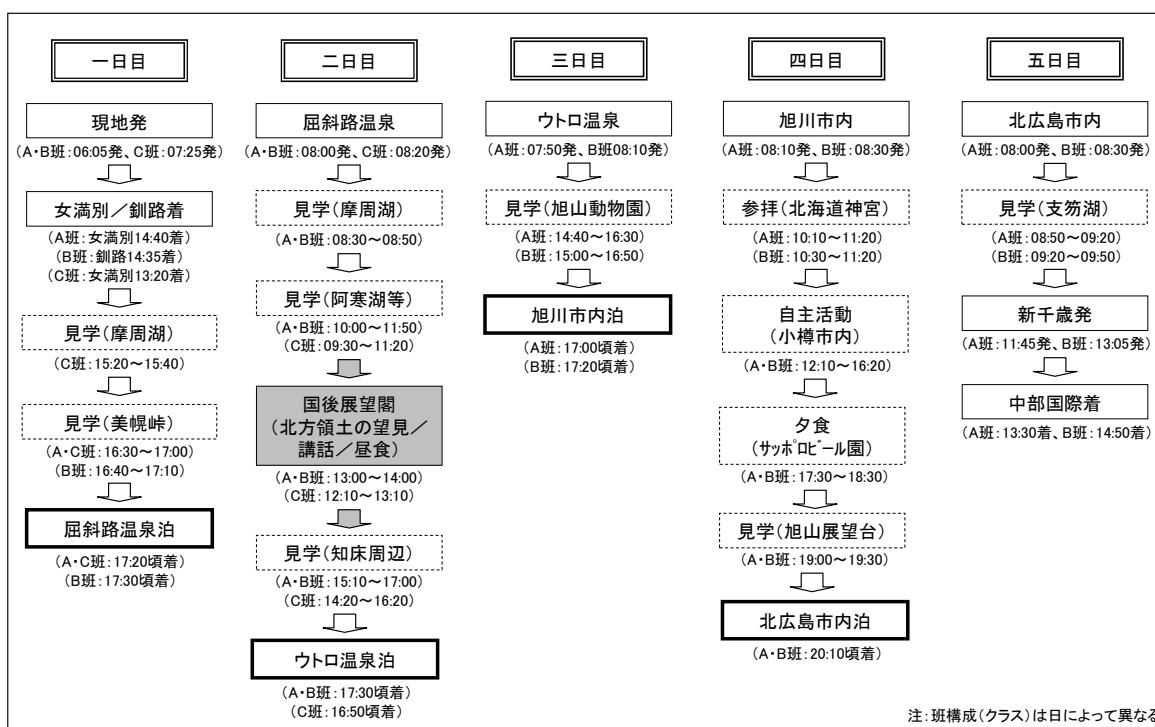 一日目
現地発
(A・B班:06:05発、C班:07:25発)
女満別/釧路着
(A班:女満別14:40着)
(B班:釧路14:35着)
(C班:女満別13:20着)
見学(摩周湖)
(C班:15:20~15:40)
見学(美幌峠)
(A・C班:16:30~17:00)
(B班:16:40~17:10)
屈斜路温泉泊
(A・C班:17:20頃着)
(B班:17:30頃着)
二日目
屈斜路温泉
(A・B班:08:00発、C班:08:20発)
見学(摩周湖)
(A・B班:08:30~08:50)
見学(阿寒湖等)
(A・B班:10:00~11:50)
(C班:09:30~11:20)
国後展望閣
(北方領土の望見/
講話/昼食)
(A・B班:13:00~14:00)
(C班:12:10~13:10)
見学(知床周辺)
(A・B班:15:10~17:00)
(C班:14:20~16:20)
ウトロ温泉泊
(A・B班:17:30頃着)
(C班:16:50頃着)
三日目
ウトロ温泉
(A班:07:50発、B班08:10発)
見学(旭山動物園)
(A班:14:40~16:30)
(B班:15:00~16:50)
旭川市内泊
(A班:17:00頃着)
(B班:17:20頃着)
四日目
旭川市内
(A班:08:10発、B班:08:30発)
参拝(北海道神宮)
(A班:10:10~11:20)
(B班:10:30~11:20)
自主活動
(小樽市内)
(A・B班:12:10~16:20)
夕食
(サッポロビール園)
(A・B班:17:30~18:30)
見学(旭山展望台)
(A・B班:19:00~19:30)
北広島市内泊
(A・B班:20:10頃着)
五日目
北広島市内
(A班:08:00発、B班:08:30発)
見学(支笏湖)
(A班:08:50~09:20)
(B班:09:20~09:50)
新千歳発
(A班:11:45発、B班:13:05発)
中部国際着
(A班:13:30着、B班:14:50着)
注:班構成(クラス)は日によって異なる